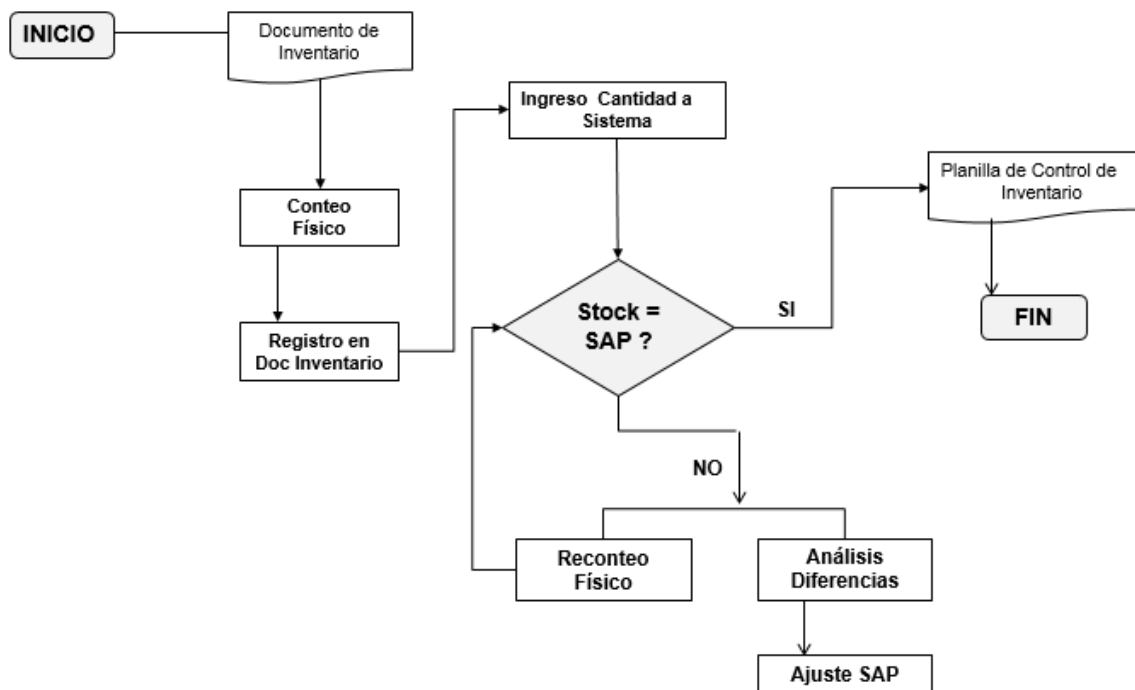 INICIO
Documento de
Inventario
Conteo
Físico
Registro en
Doc Inventario
Ingreso Cantidad a
Sistema
Stock =
SAP ?
SI
Planilla de Control de
Inventario
FIN
NO
Reconteo
Físico
Análisis
Diferencias
Ajuste SAP